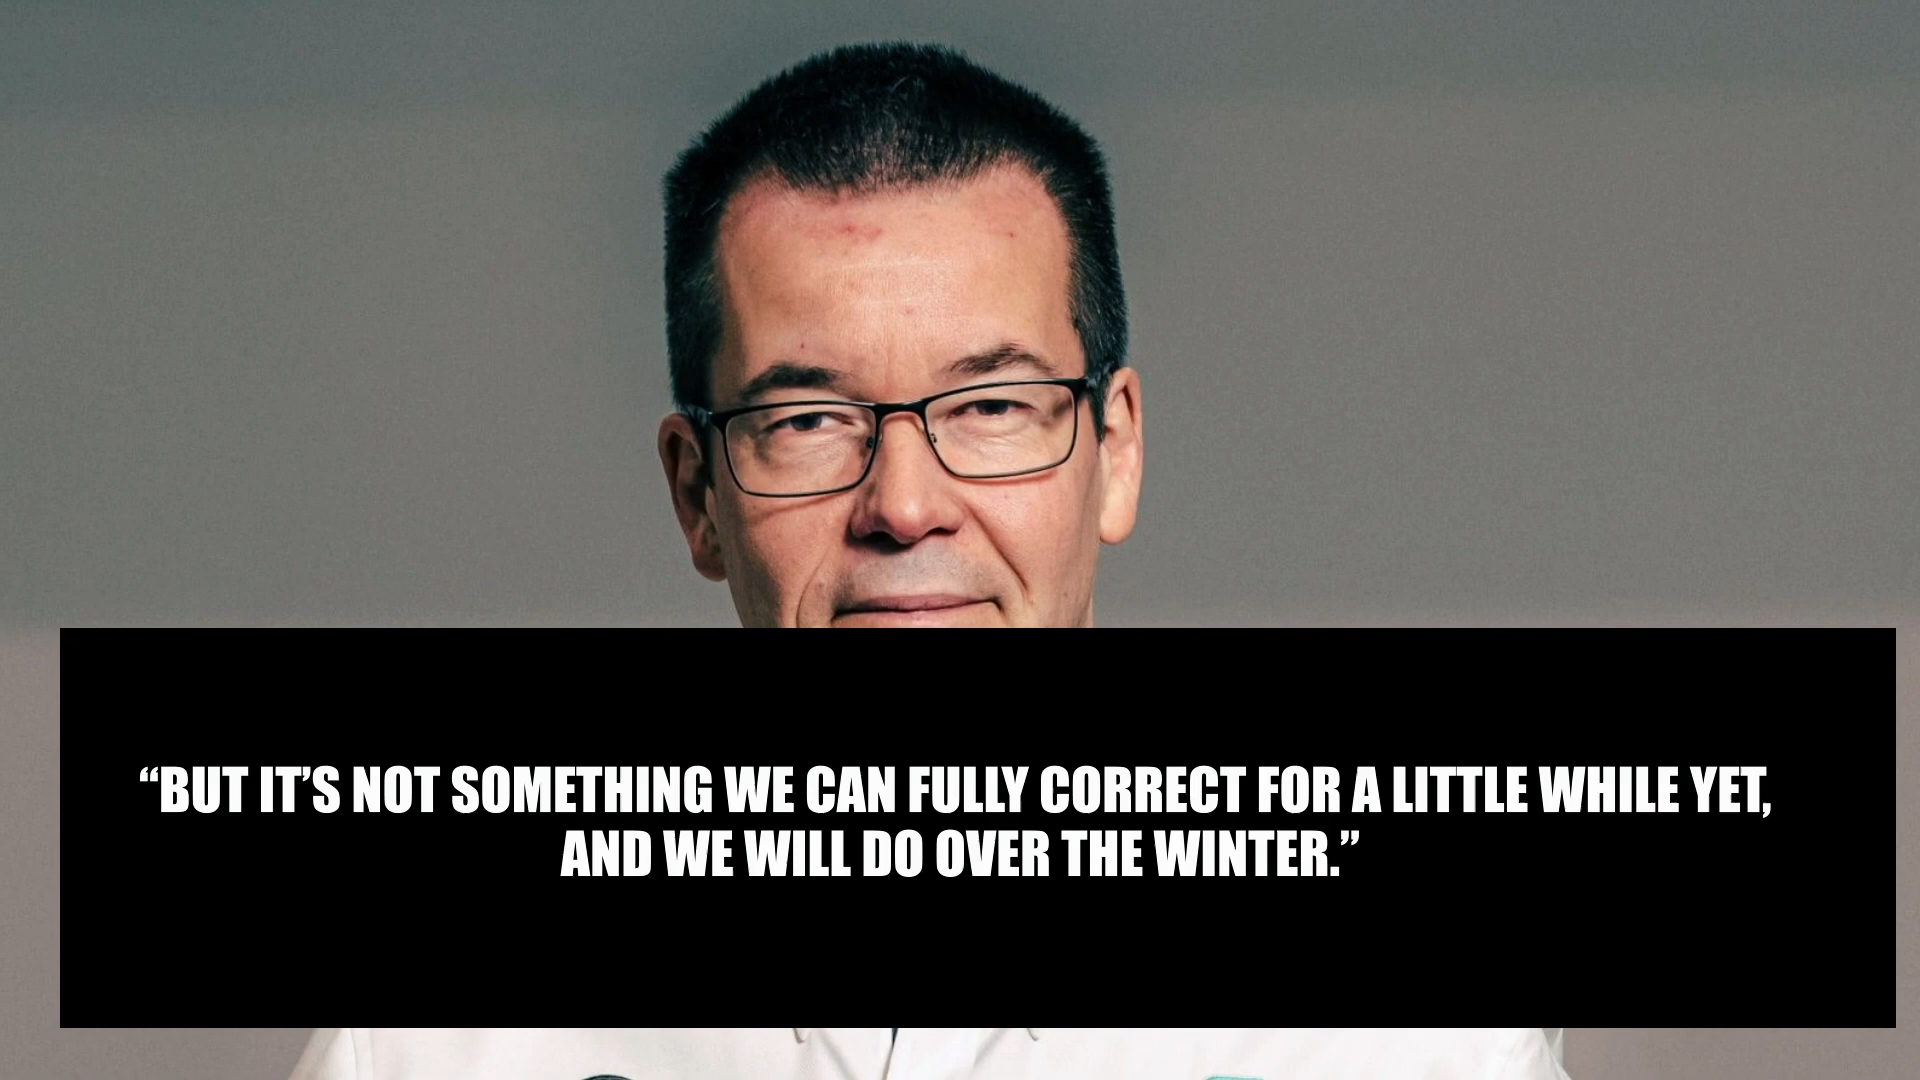 “BUT IT’S NOT SOMETHING WE CAN FULLY CORRECT FOR A LITTLE WHILE YET,
AND WE WILL DO OVER THE WINTER.”